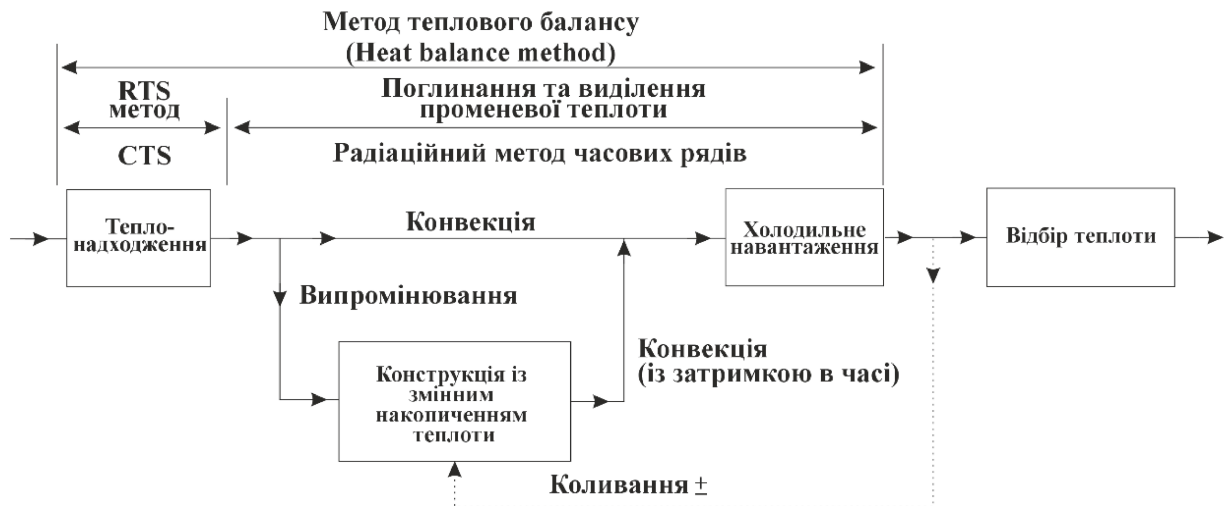 Метод теплового балансу
(Heat balance method)
RTS
метод
Поглинання та виділення
променевої теплоти
CTS
Радіаційний метод часових рядів
Тепло-
надходження
Конвекція
Холодильне
навантаження
Відбір теплоти
Випромінювання
Конвекція
(із затримкою в часі)
Конструкція із
змінним
накопиченням
теплоти
Коливання ±